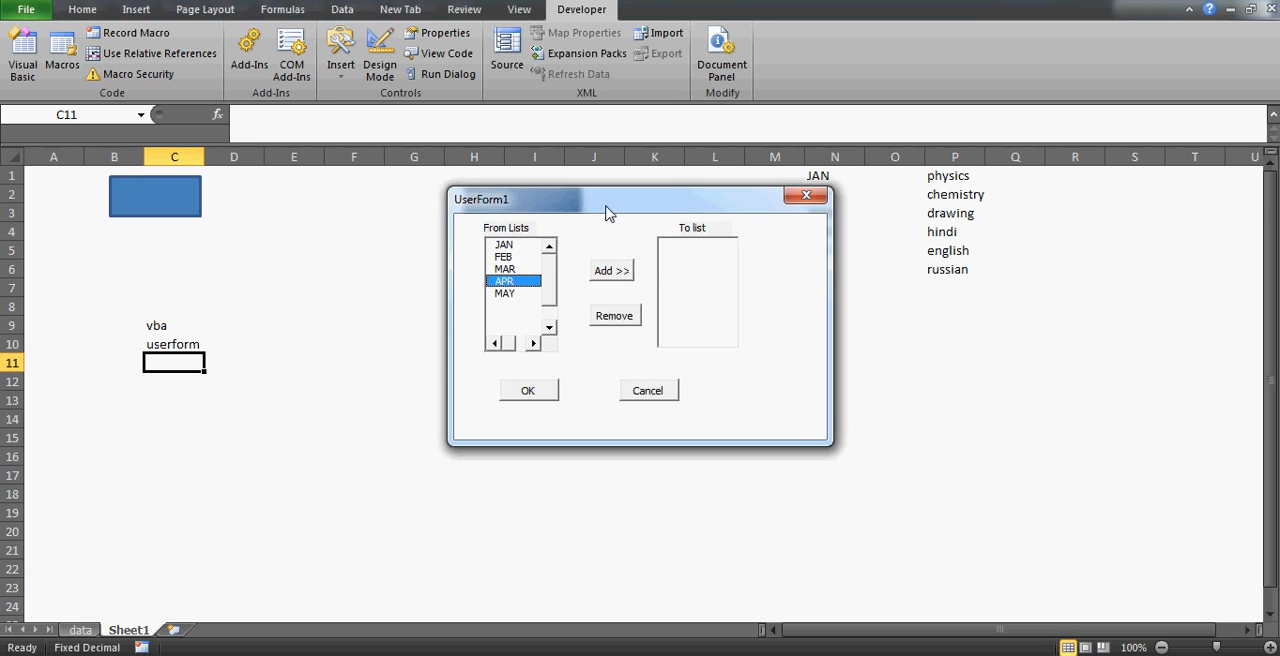 File Home Insert Page Layout Formulas Data New Tab Review View Developer
Visual Basic
Macros
Record Macro
Use Relative References
Macro Security
Code
Add-Ins
COM Add-Ins
Add-Ins
Insert
Design Mode
Properties
View Code
Run Dialog
Controls
Source
Map Properties
Expansion Packs
Refresh Data
Import
Export
XML
Document Panel
Modify
C11
fx
A B C D E F G H I J K L M N O P Q R S T U
1 JAN physics
2 chemistry
3 drawing
4 hindi
5 english
6 russian
7
8
9 vba
10 userform
11
12
13
14
15
16
17
18
19
20
21
22
23
24
UserForm1
From Lists
To list
JAN
FEB
MAR
APR
MAY
Add >>
Remove
OK
Cancel
data Sheet1
Ready Fixed Decimal 100%